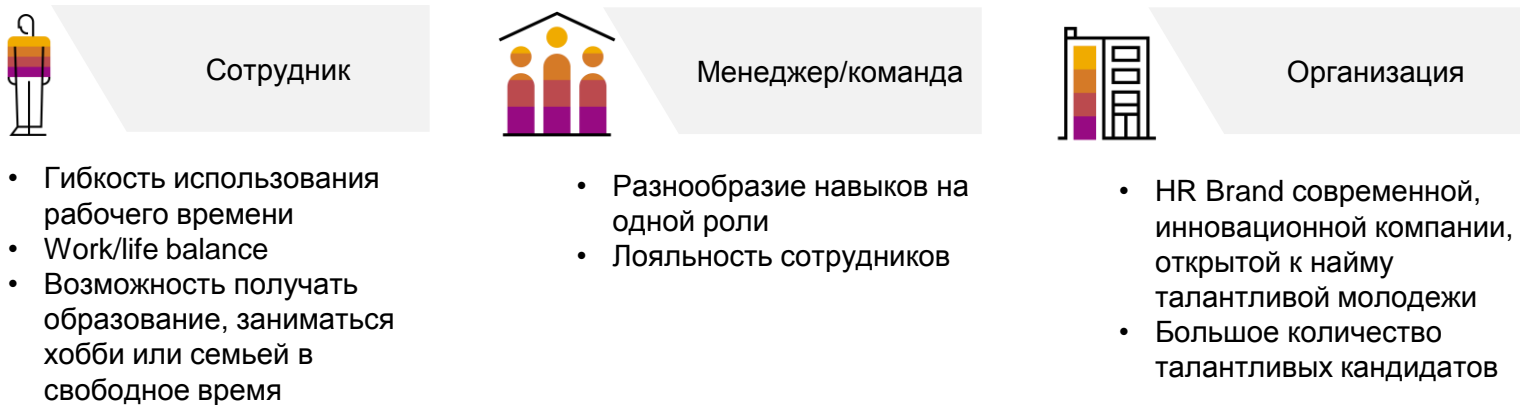 Сотрудник
• Гибкость использования
рабочего времени
• Work/life balance
• Возможность получать
образование, заниматься
хобби или семьей в
свободное время
Менеджер/команда
• Разнообразие навыков на
одной роли
• Лояльность сотрудников
Организация
• HR Brand современной,
инновационной компании,
открытой к найму
талантливой молодежи
• Большое количество
талантливых кандидатов